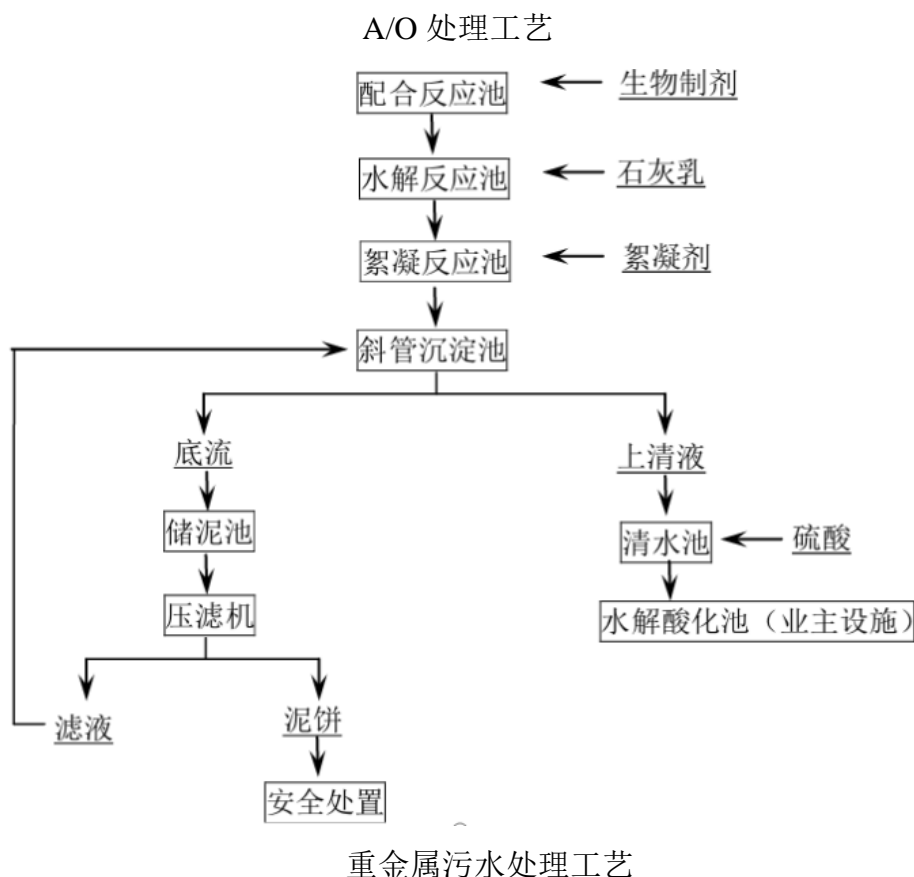 A/O 处理工艺
配合反应池
生物制剂
水解反应池
石灰乳
絮凝反应池
絮凝剂
斜管沉淀池
底流
上清液
储泥池
清水池
硫酸
压滤机
水解酸化池（业主设施）
滤液
泥饼
安全处置
重金属污水处理工艺